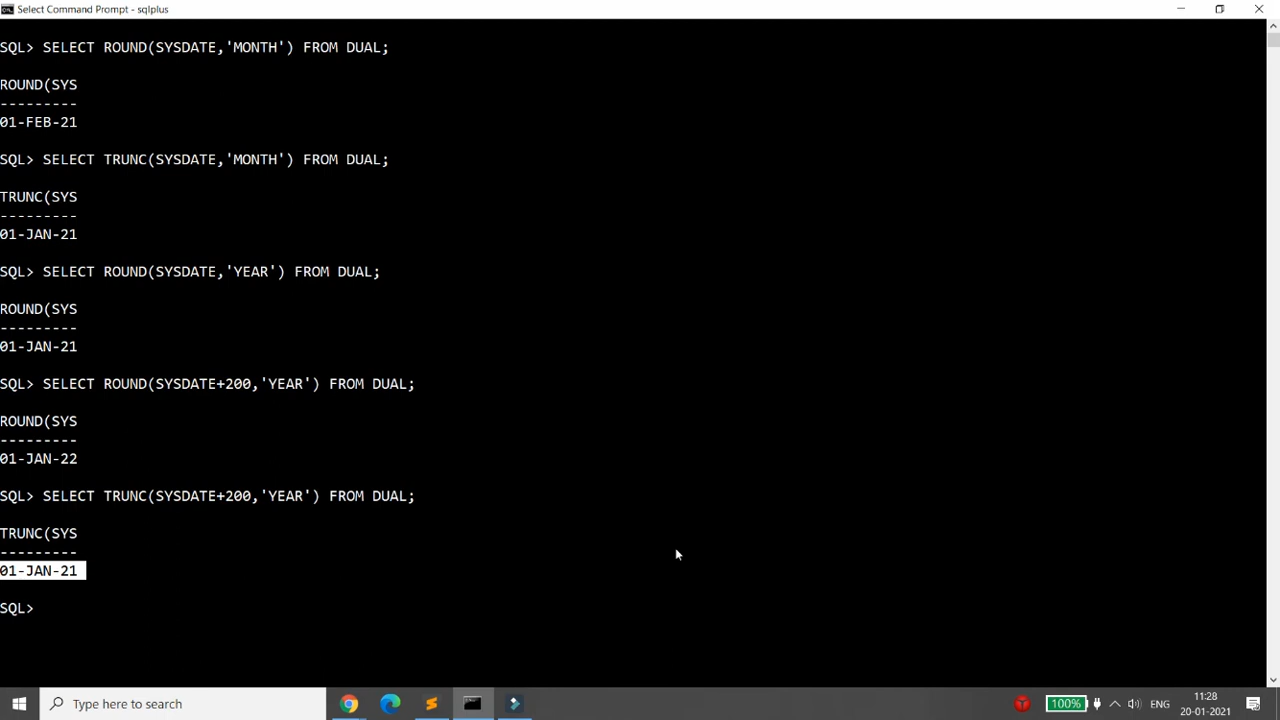 Select Command Prompt - sqlplus
SQL> SELECT ROUND(SYSDATE,'MONTH') FROM DUAL;
ROUND(SYS
---------
01-FEB-21
SQL> SELECT TRUNC(SYSDATE,'MONTH') FROM DUAL;
TRUNC(SYS
---------
01-JAN-21
SQL> SELECT ROUND(SYSDATE,'YEAR') FROM DUAL;
ROUND(SYS
---------
01-JAN-21
SQL> SELECT ROUND(SYSDATE+200,'YEAR') FROM DUAL;
ROUND(SYS
---------
01-JAN-22
SQL> SELECT TRUNC(SYSDATE+200,'YEAR') FROM DUAL;
TRUNC(SYS
---------
01-JAN-21
SQL>
Type here to search
100%
ENG
11:28
20-01-2021